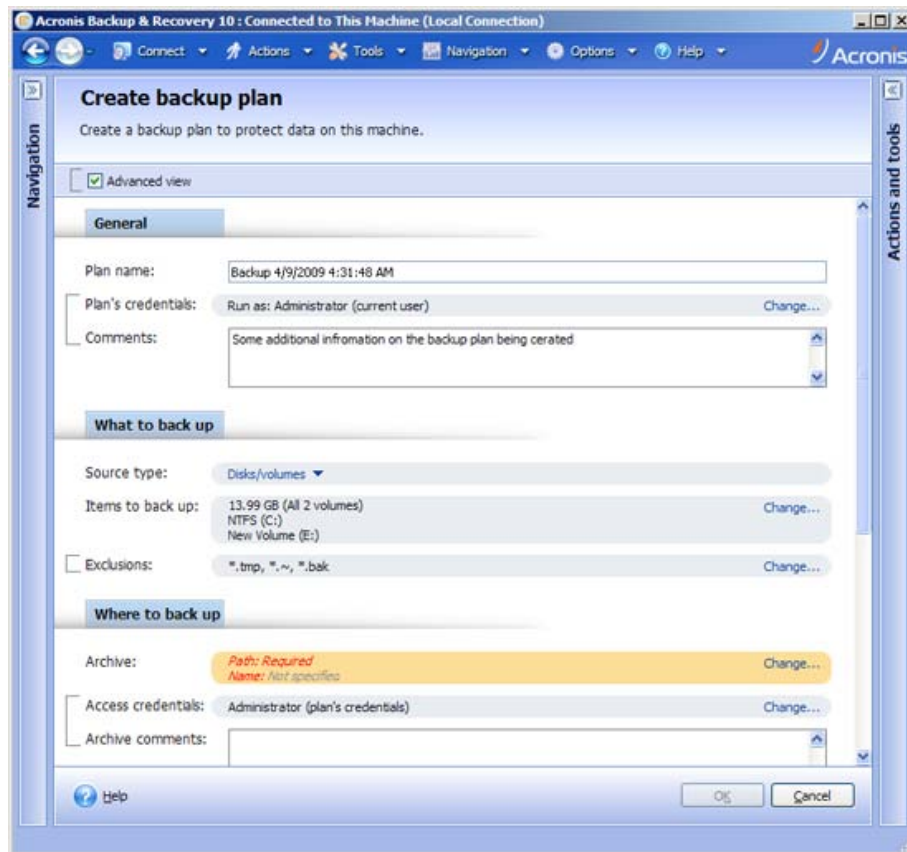 Acronis Backup & Recovery 10 : Connected to This Machine (Local Connection)
Connect Actions Tools Navigation Options Help Acronis
Navigation
Actions and tools
Create backup plan
Create a backup plan to protect data on this machine.
Advanced view
General
Plan name: Backup 4/9/2009 4:31:48 AM
Plan's credentials: Run as: Administrator (current user) Change...
Comments: Some additional infromation on the backup plan being cerated
What to back up
Source type: Disks/volumes
Items to back up: 13.99 GB (All 2 volumes) Change...
NTFS (C:)
New Volume (E:)
Exclusions: *.tmp, *.~, *.bak Change...
Where to back up
Archive: Path: Required Change...
Name: Not specified
Access credentials: Administrator (plan's credentials) Change...
Archive comments:
Help OK Cancel